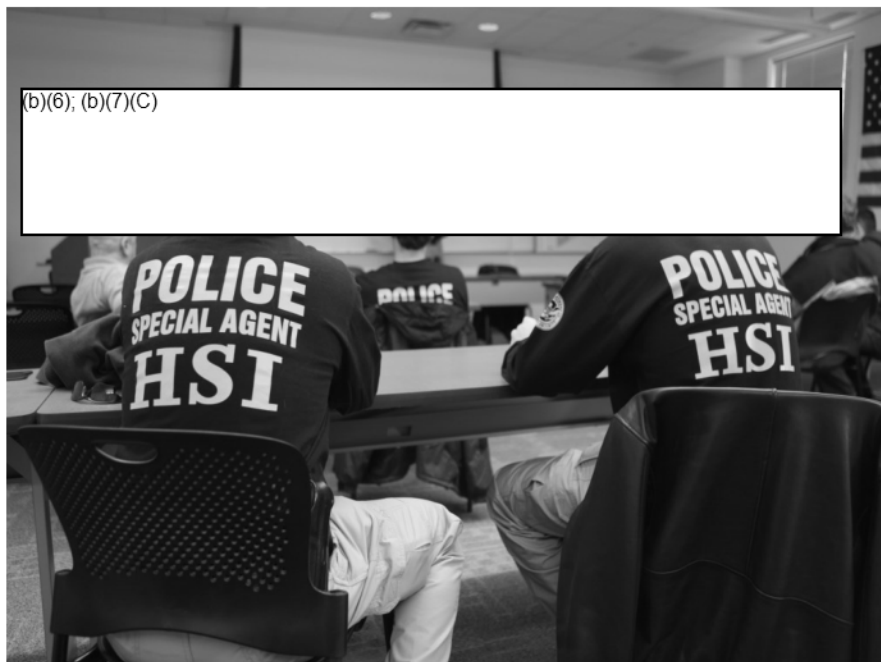 (b)(6); (b)(7)(C)
POLICE
SPECIAL AGENT
HSI
POLICE
POLICE
SPECIAL AGENT
HSI